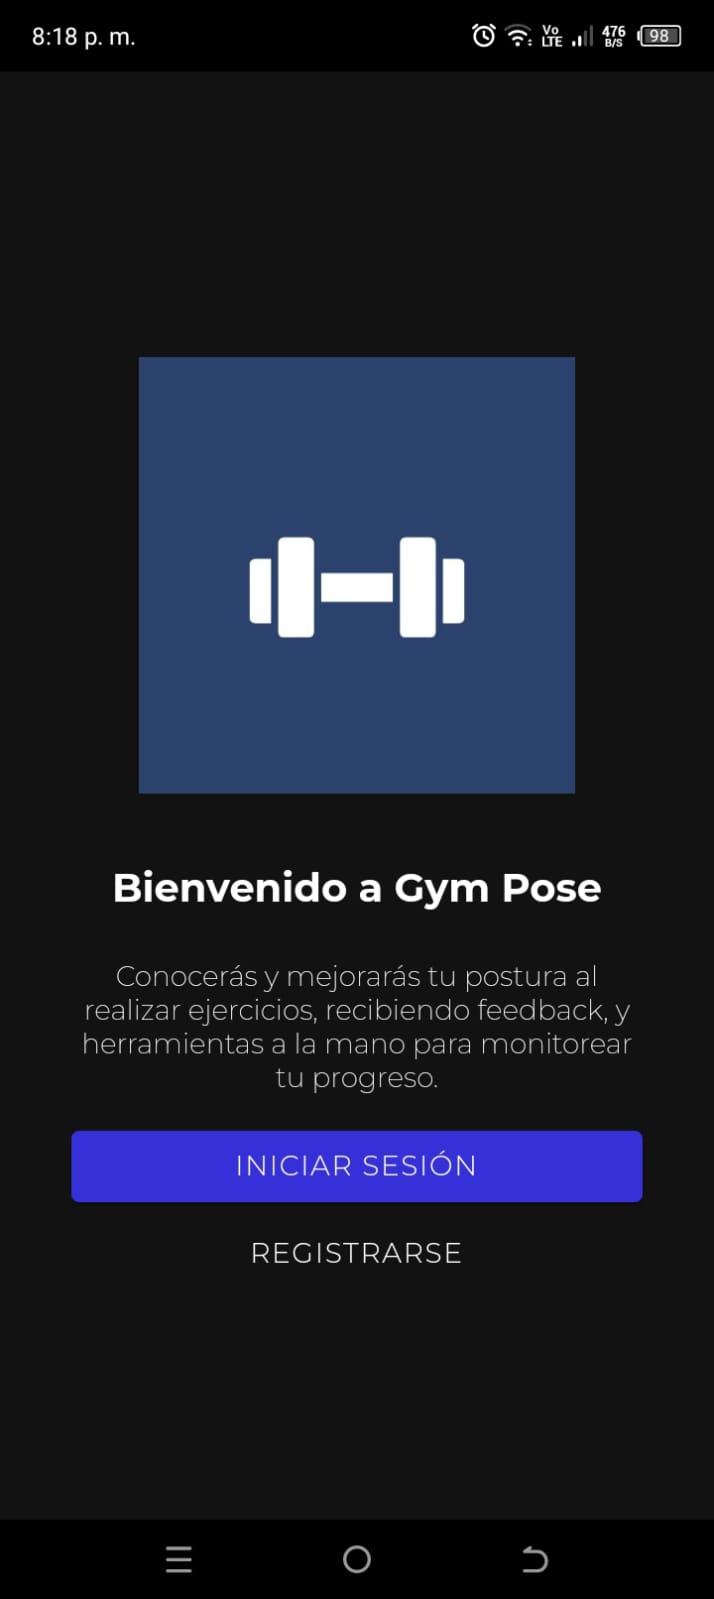 8:18 p. m.
Vo
LTE
476
B/S
98
Bienvenido a Gym Pose
Conocerás y mejorarás tu postura al
realizar ejercicios, recibiendo feedback, y
herramientas a la mano para monitorear
tu progreso.
INICIAR SESIÓN
REGISTRARSE